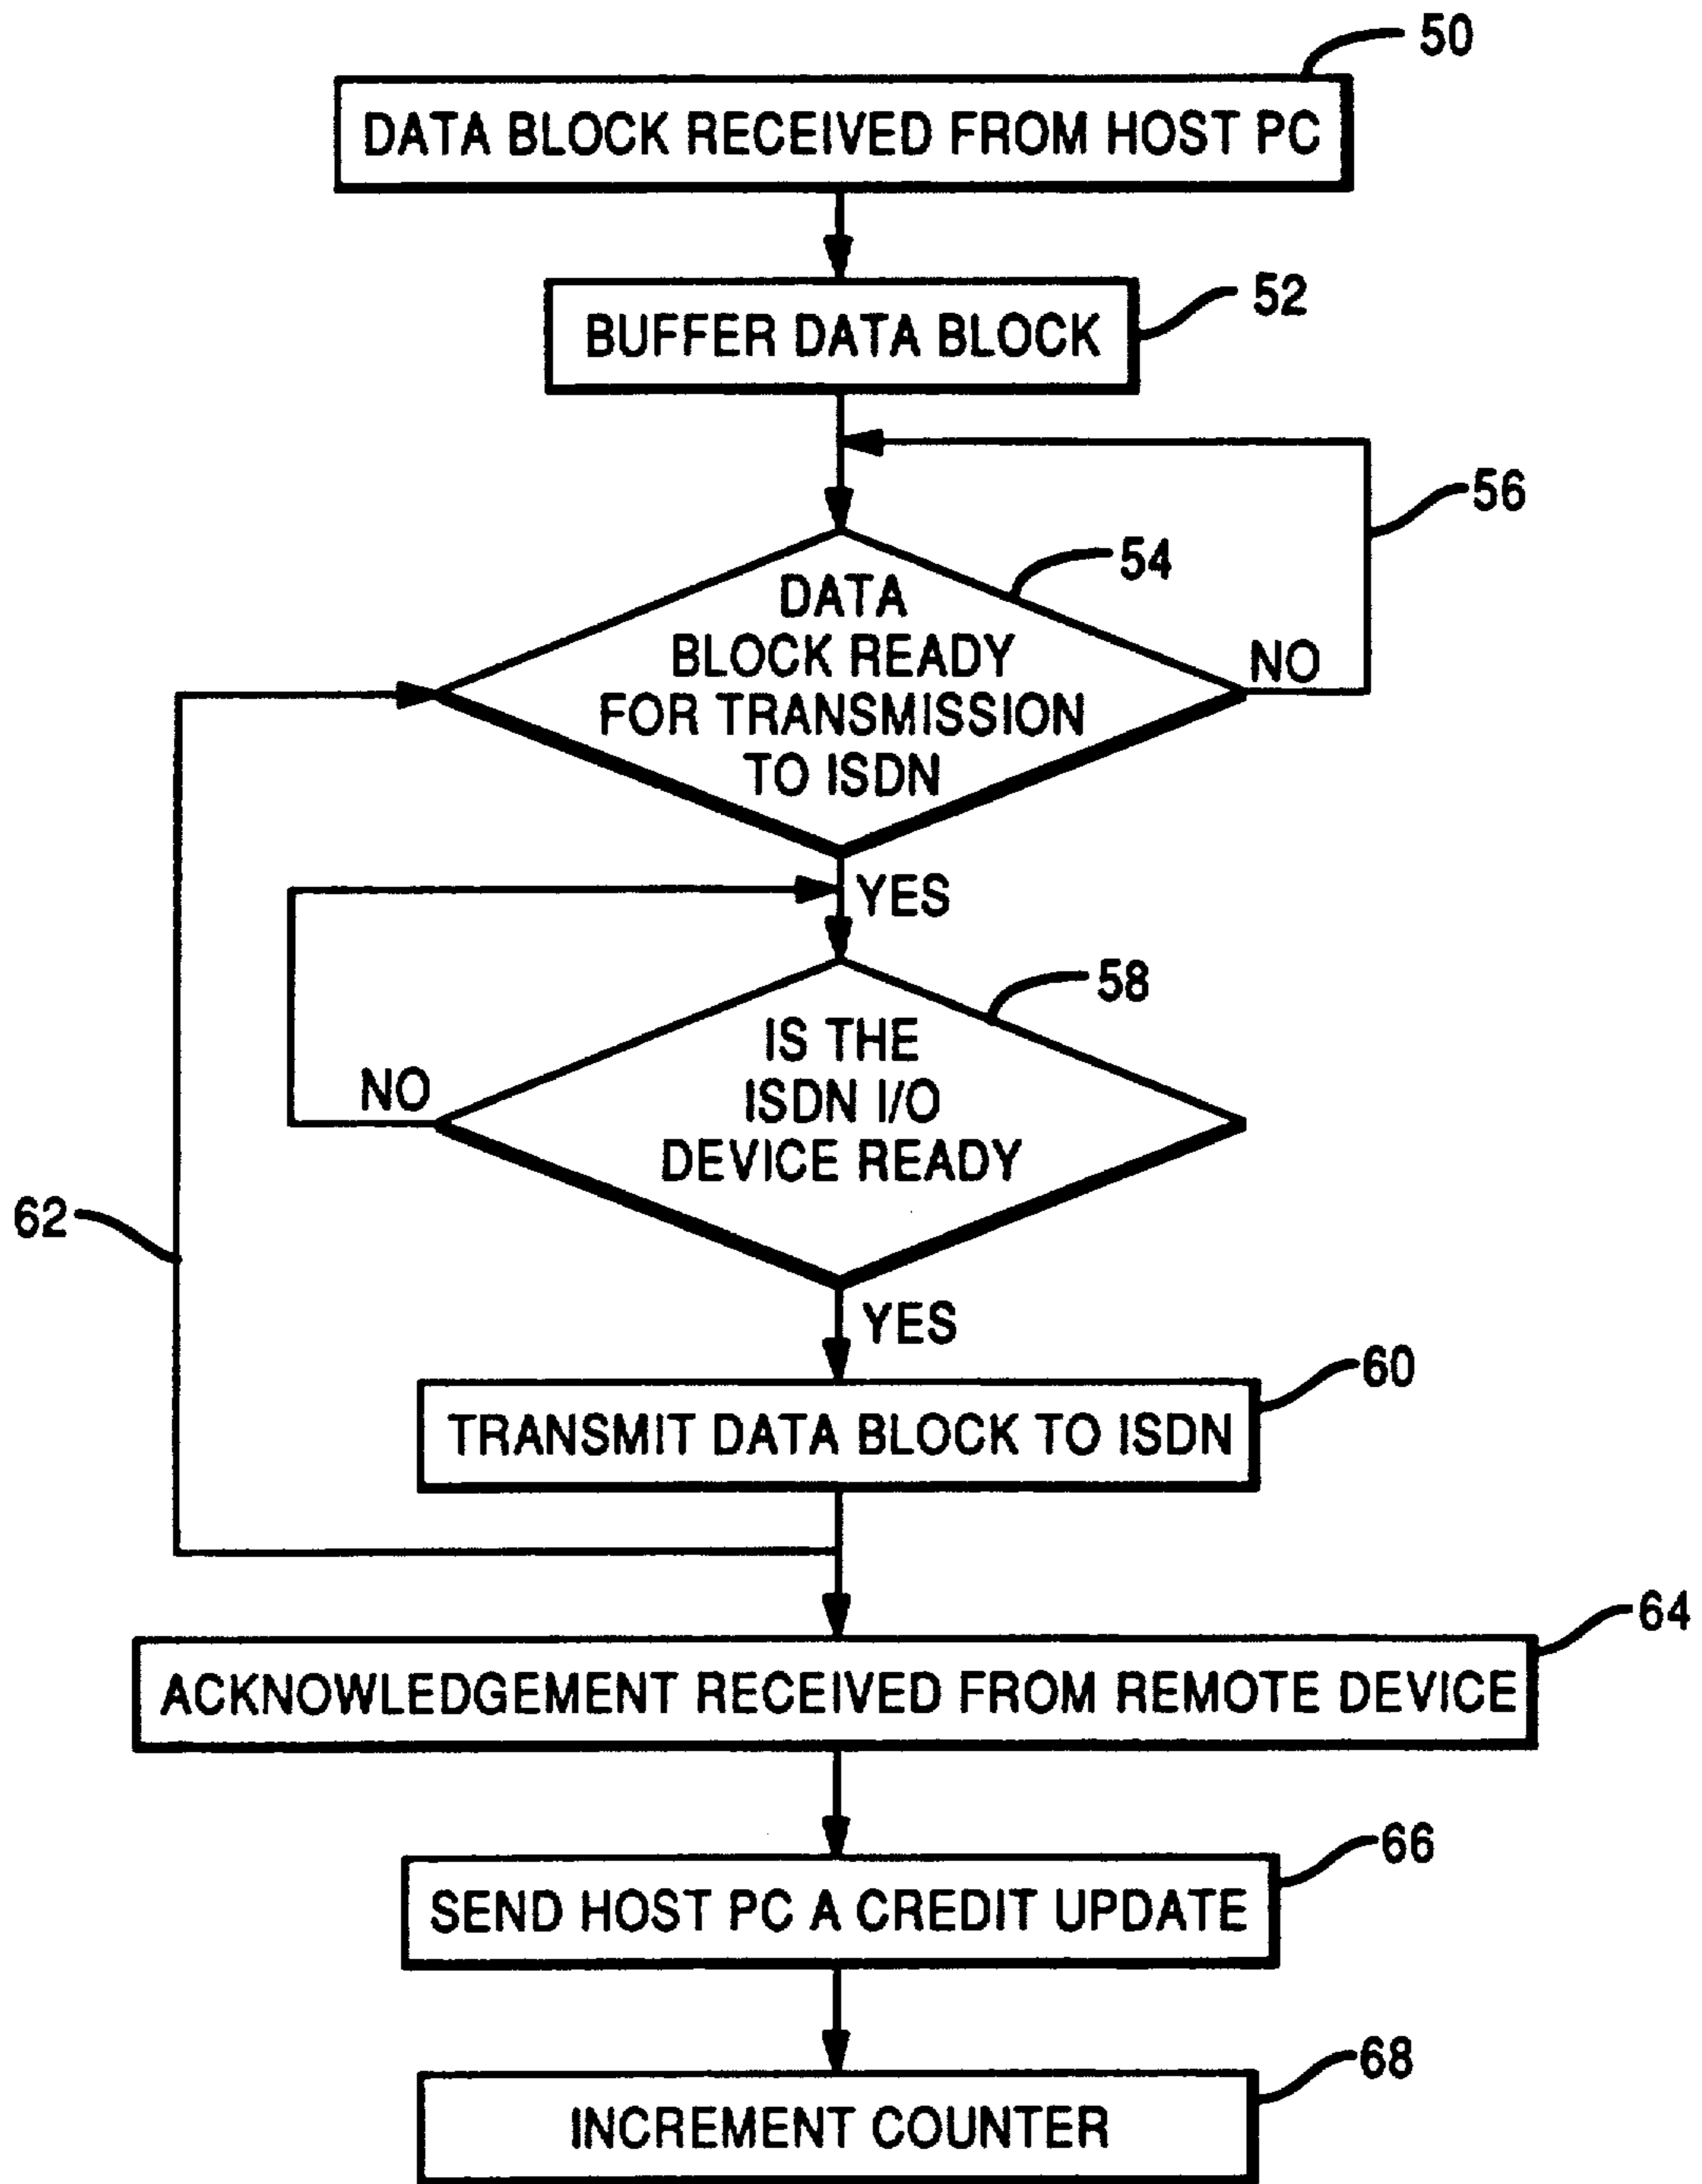 50
DATA BLOCK RECEIVED FROM HOST PC
52
BUFFER DATA BLOCK
56
54
DATA
BLOCK READY
FOR TRANSMISSION
TO ISDN
NO
YES
58
IS THE
ISDN I/O
DEVICE READY
NO
62
YES
60
TRANSMIT DATA BLOCK TO ISDN
64
ACKNOWLEDGEMENT RECEIVED FROM REMOTE DEVICE
66
SEND HOST PC A CREDIT UPDATE
68
INCREMENT COUNTER